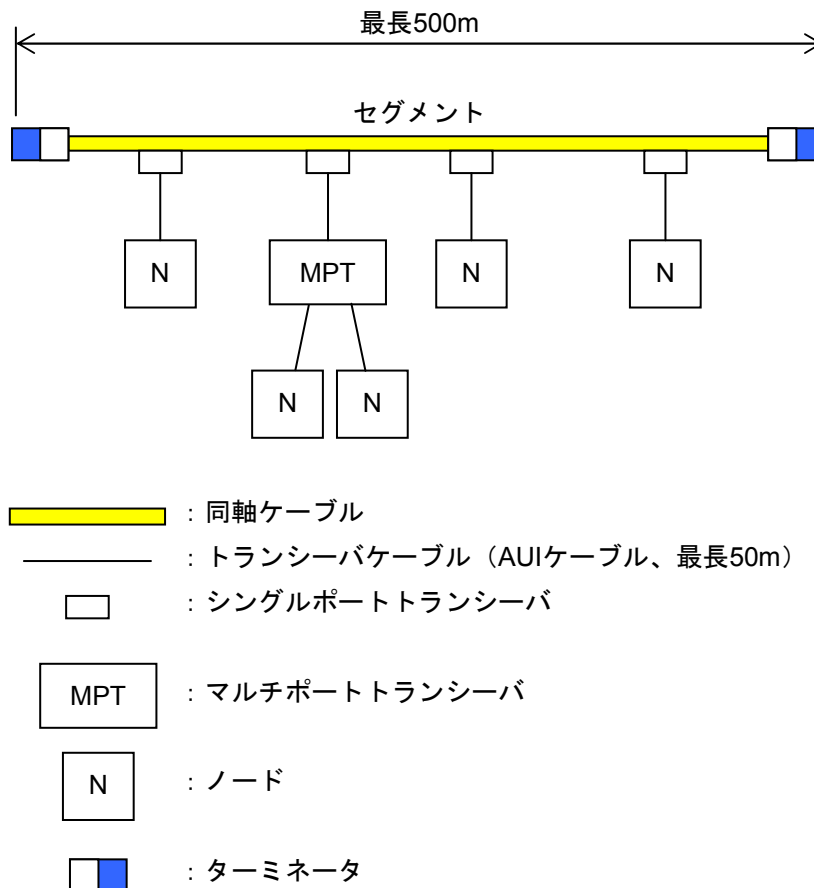 最長500m
セグメント
N
MPT
N
N
N
N
：同軸ケーブル
：トランシーバケーブル（AUIケーブル、最長50m）
：シングルポートトランシーバ
MPT
：マルチポートトランシーバ
N
：ノード
：ターミネータ